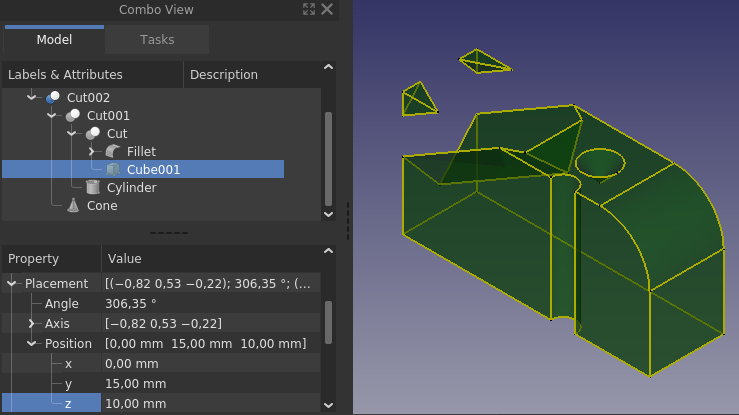 Combo View
Model Tasks
Labels & Attributes Description
Cut002
Cut001
Cut
Fillet
Cube001
Cylinder
Cone
Property Value
Placement [(−0,82 0,53 −0,22); 306,35 °; (...
Angle 306,35 °
Axis [−0,82 0,53 −0,22]
Position [0,00 mm 15,00 mm 10,00 mm]
x 0,00 mm
y 15,00 mm
z 10,00 mm